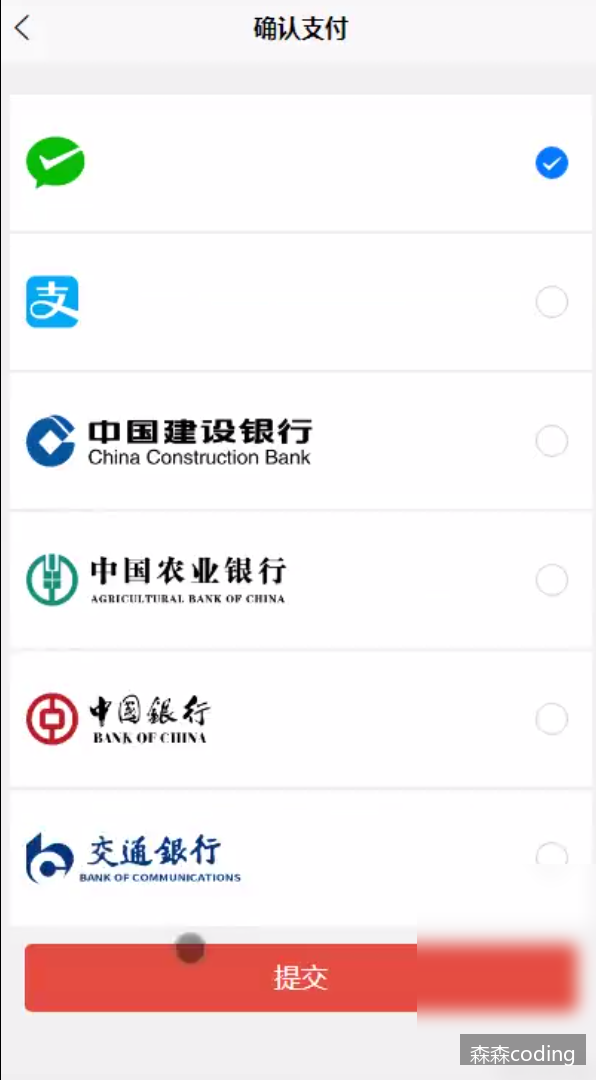 确认支付
支
中国建设银行
China Construction Bank
中国农业银行
AGRICULTURAL BANK OF CHINA
中国銀行
BANK OF CHINA
交通銀行
BANK OF COMMUNICATIONS
提交
森森coding